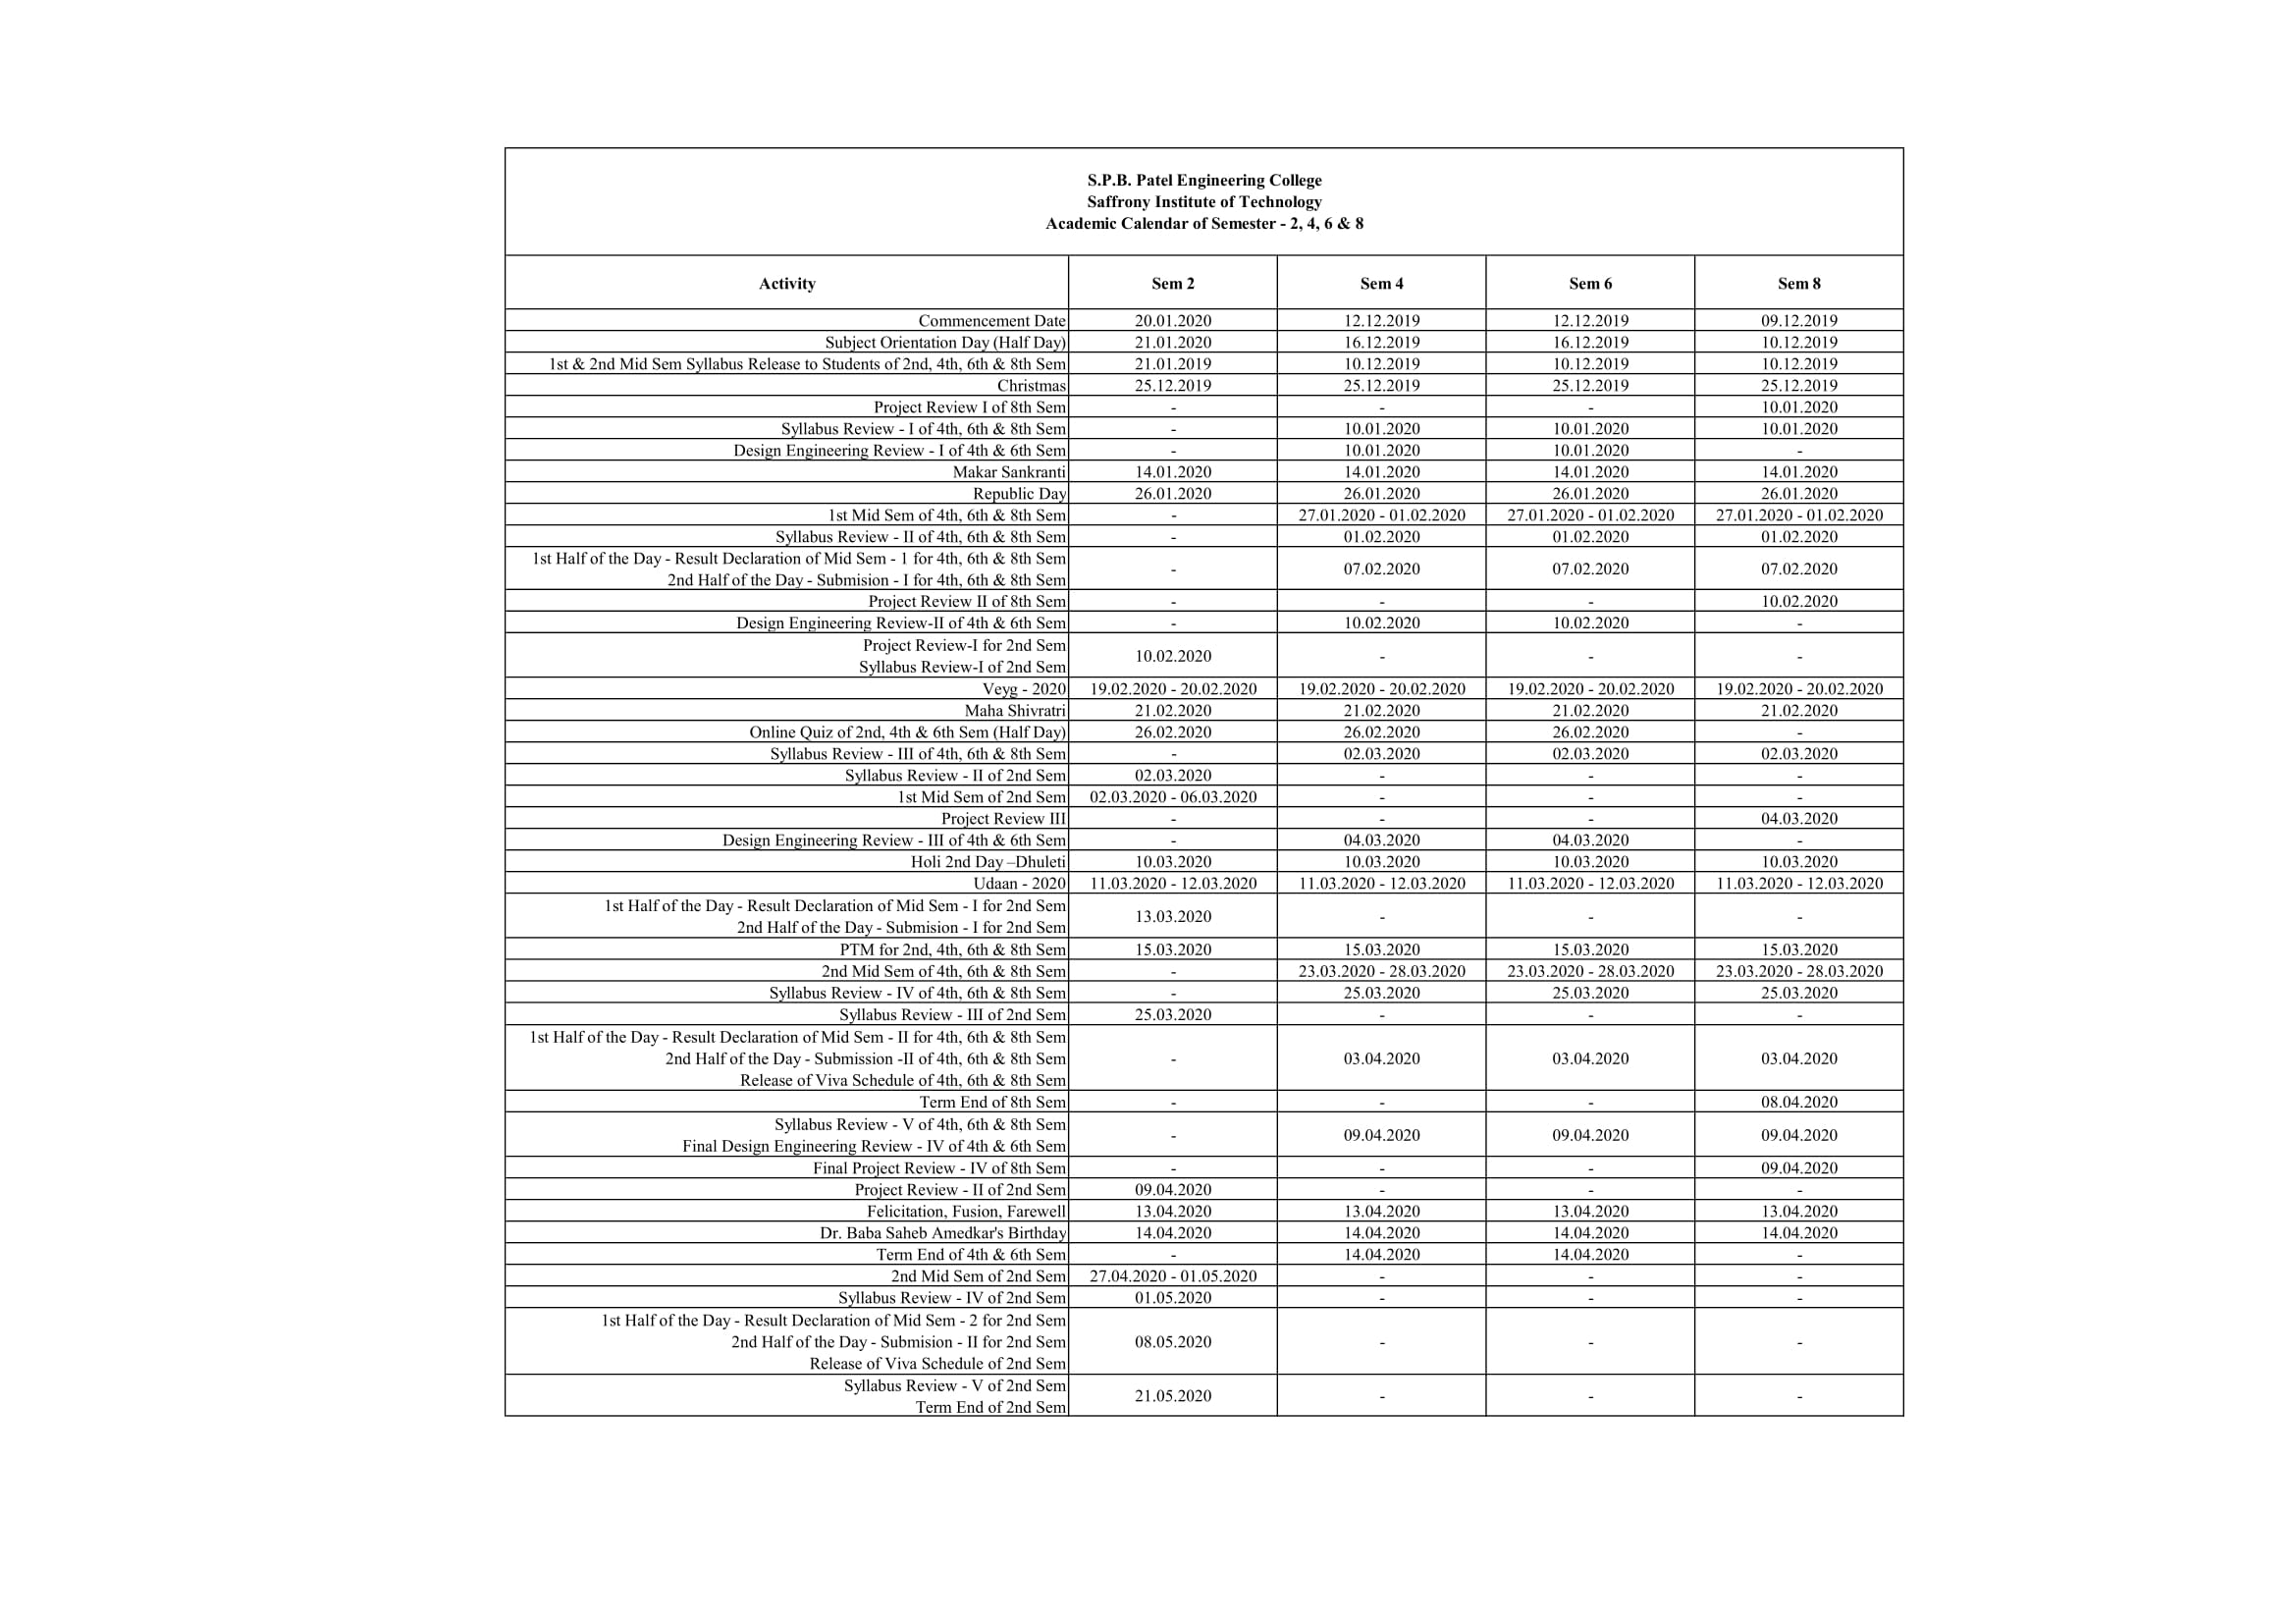 S.P.B. Patel Engineering College
Saffrony Institute of Technology
Academic Calendar of Semester - 2, 4, 6 & 8
Activity Sem 2 Sem 4 Sem 6 Sem 8
Commencement Date 20.01.2020 12.12.2019 12.12.2019 09.12.2019
Subject Orientation Day (Half Day) 21.01.2020 16.12.2019 16.12.2019 10.12.2019
1st & 2nd Mid Sem Syllabus Release to Students of 2nd, 4th, 6th & 8th Sem 21.01.2019 10.12.2019 10.12.2019 10.12.2019
Christmas 25.12.2019 25.12.2019 25.12.2019 25.12.2019
Project Review I of 8th Sem - - - 10.01.2020
Syllabus Review - I of 4th, 6th & 8th Sem - 10.01.2020 10.01.2020 10.01.2020
Design Engineering Review - I of 4th & 6th Sem - 10.01.2020 10.01.2020 -
Makar Sankranti 14.01.2020 14.01.2020 14.01.2020 14.01.2020
Republic Day 26.01.2020 26.01.2020 26.01.2020 26.01.2020
1st Mid Sem of 4th, 6th & 8th Sem - 27.01.2020 - 01.02.2020 27.01.2020 - 01.02.2020 27.01.2020 - 01.02.2020
Syllabus Review - II of 4th, 6th & 8th Sem - 01.02.2020 01.02.2020 01.02.2020
1st Half of the Day - Result Declaration of Mid Sem - 1 for 4th, 6th & 8th Sem
2nd Half of the Day - Submision - I for 4th, 6th & 8th Sem
- 07.02.2020 07.02.2020 07.02.2020
Project Review II of 8th Sem - - - 10.02.2020
Design Engineering Review-II of 4th & 6th Sem - 10.02.2020 10.02.2020 -
Project Review-I for 2nd Sem
Syllabus Review-I of 2nd Sem
10.02.2020 - - -
Veyg - 2020 19.02.2020 - 20.02.2020 19.02.2020 - 20.02.2020 19.02.2020 - 20.02.2020 19.02.2020 - 20.02.2020
Maha Shivratri 21.02.2020 21.02.2020 21.02.2020 21.02.2020
Online Quiz of 2nd, 4th & 6th Sem (Half Day) 26.02.2020 26.02.2020 26.02.2020 -
Syllabus Review - III of 4th, 6th & 8th Sem - 02.03.2020 02.03.2020 02.03.2020
Syllabus Review - II of 2nd Sem 02.03.2020 - - -
1st Mid Sem of 2nd Sem 02.03.2020 - 06.03.2020 - - -
Project Review III - - - 04.03.2020
Design Engineering Review - III of 4th & 6th Sem - 04.03.2020 04.03.2020 -
Holi 2nd Day –Dhuleti 10.03.2020 10.03.2020 10.03.2020 10.03.2020
Udaan - 2020 11.03.2020 - 12.03.2020 11.03.2020 - 12.03.2020 11.03.2020 - 12.03.2020 11.03.2020 - 12.03.2020
1st Half of the Day - Result Declaration of Mid Sem - I for 2nd Sem
2nd Half of the Day - Submision - I for 2nd Sem
13.03.2020 - - -
PTM for 2nd, 4th, 6th & 8th Sem 15.03.2020 15.03.2020 15.03.2020 15.03.2020
2nd Mid Sem of 4th, 6th & 8th Sem - 23.03.2020 - 28.03.2020 23.03.2020 - 28.03.2020 23.03.2020 - 28.03.2020
Syllabus Review - IV of 4th, 6th & 8th Sem - 25.03.2020 25.03.2020 25.03.2020
Syllabus Review - III of 2nd Sem 25.03.2020 - - -
1st Half of the Day - Result Declaration of Mid Sem - II for 4th, 6th & 8th Sem
2nd Half of the Day - Submission -II of 4th, 6th & 8th Sem
Release of Viva Schedule of 4th, 6th & 8th Sem
- 03.04.2020 03.04.2020 03.04.2020
Term End of 8th Sem - - - 08.04.2020
Syllabus Review - V of 4th, 6th & 8th Sem
Final Design Engineering Review - IV of 4th & 6th Sem
- 09.04.2020 09.04.2020 09.04.2020
Final Project Review - IV of 8th Sem - - - 09.04.2020
Project Review - II of 2nd Sem 09.04.2020 - - -
Felicitation, Fusion, Farewell 13.04.2020 13.04.2020 13.04.2020 13.04.2020
Dr. Baba Saheb Amedkar's Birthday 14.04.2020 14.04.2020 14.04.2020 14.04.2020
Term End of 4th & 6th Sem - 14.04.2020 14.04.2020 -
2nd Mid Sem of 2nd Sem 27.04.2020 - 01.05.2020 - - -
Syllabus Review - IV of 2nd Sem 01.05.2020 - - -
1st Half of the Day - Result Declaration of Mid Sem - 2 for 2nd Sem
2nd Half of the Day - Submision - II for 2nd Sem
Release of Viva Schedule of 2nd Sem
08.05.2020 - - -
Syllabus Review - V of 2nd Sem
Term End of 2nd Sem
21.05.2020 - - -